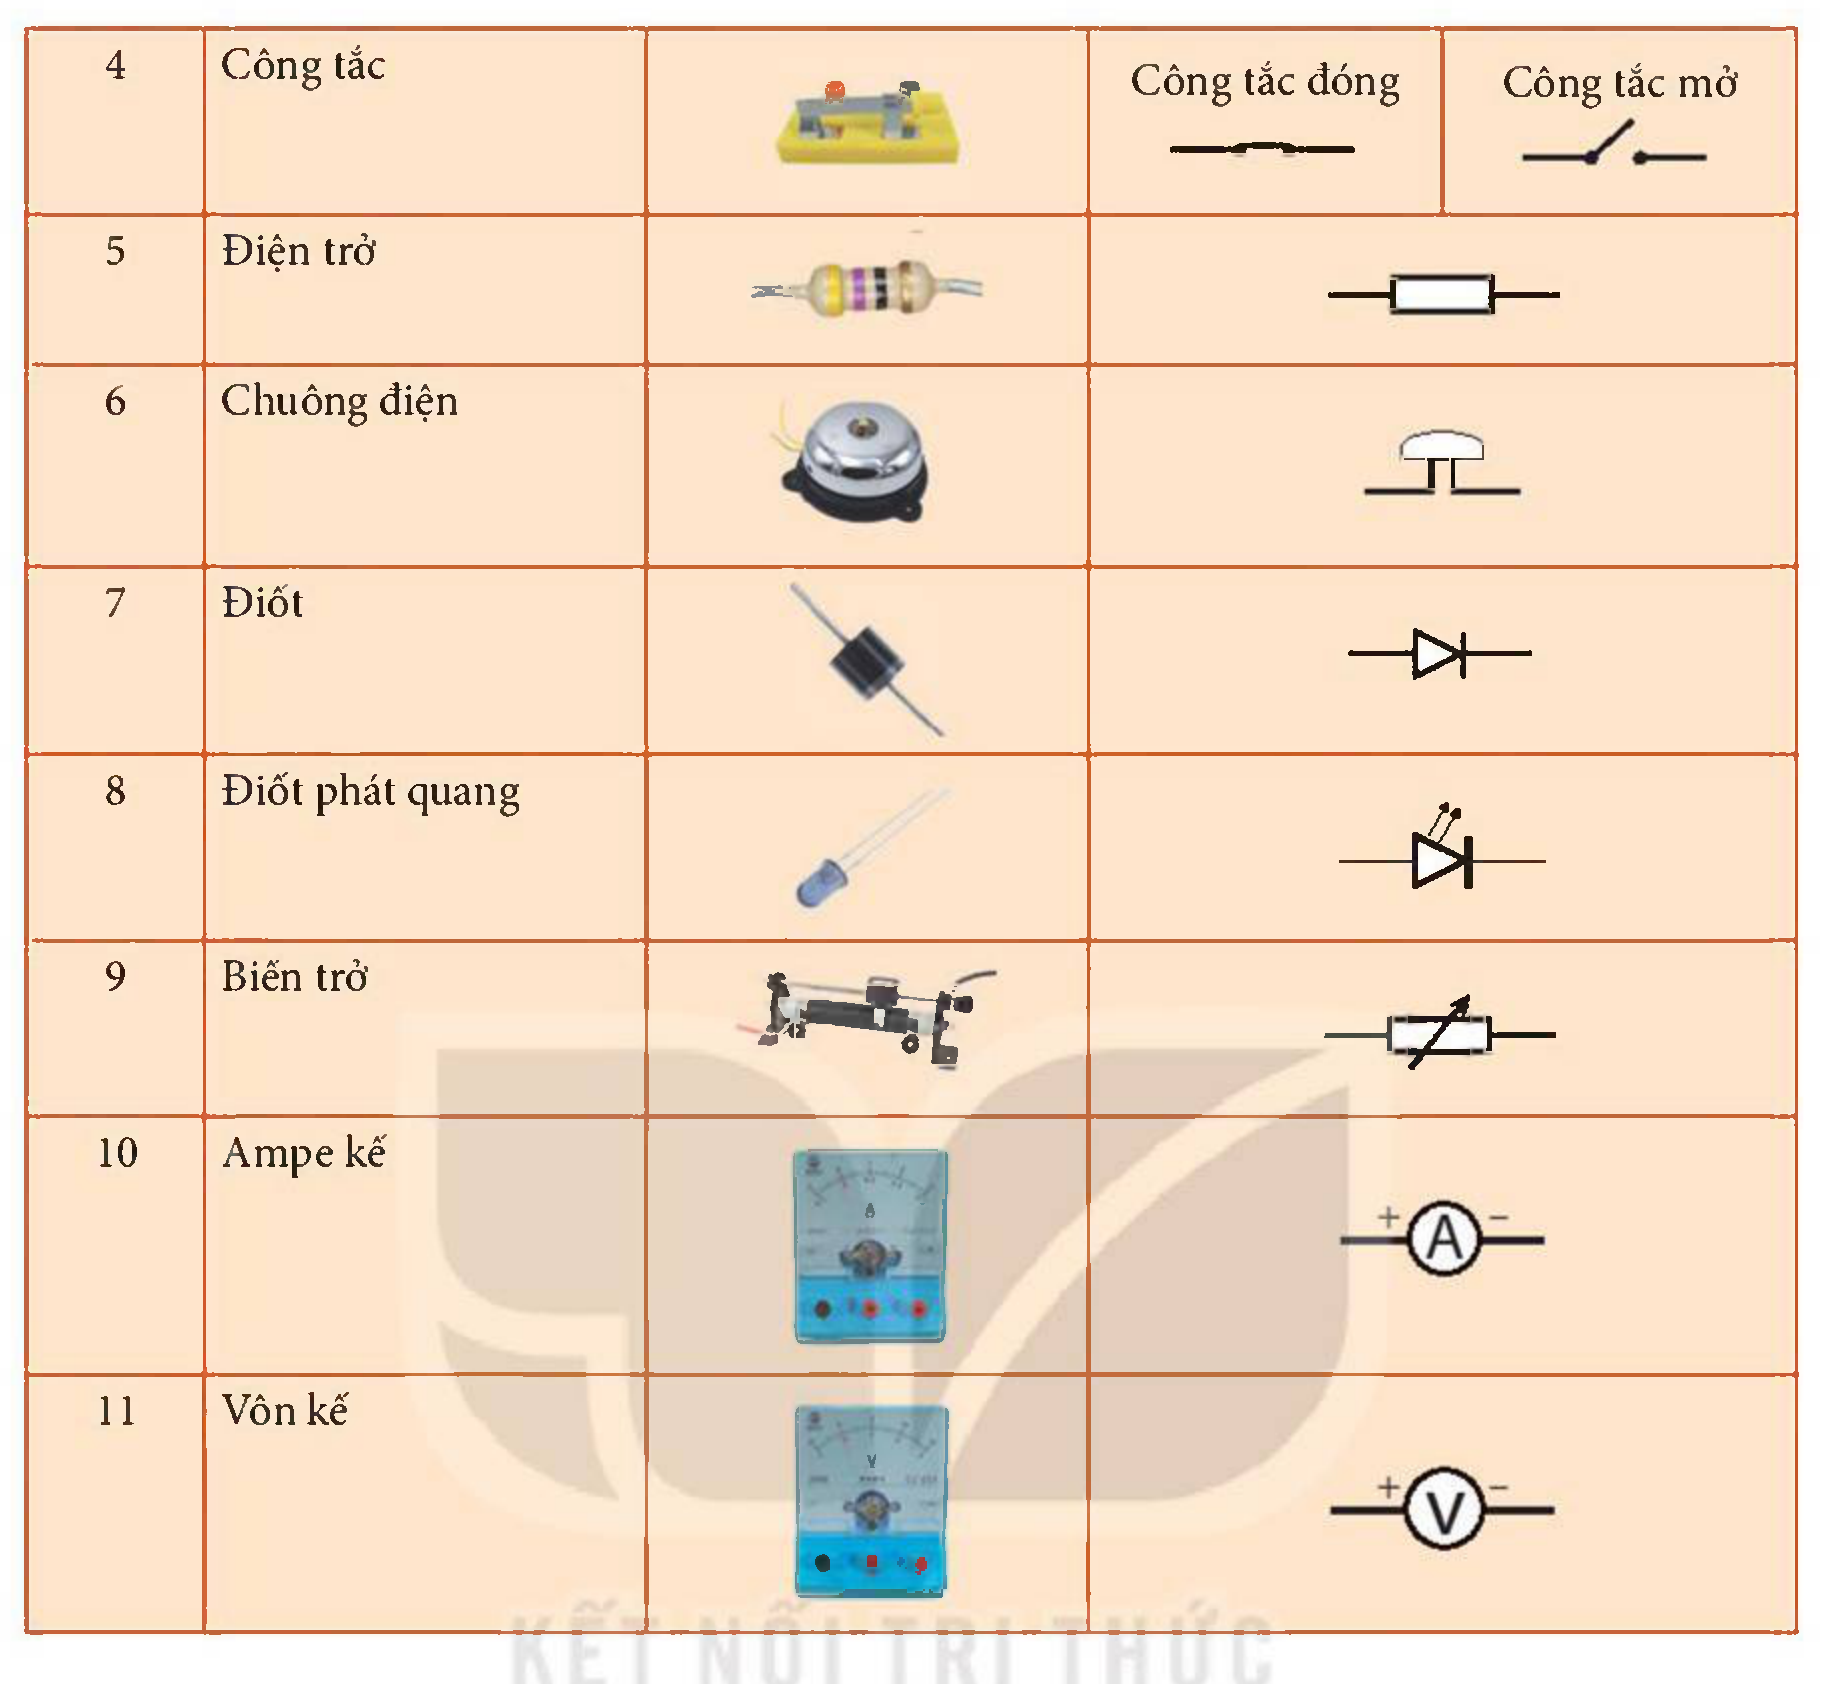 4
Công tắc
Công tắc đóng
Công tắc mở
5
Điện trở
6
Chuông điện
7
Điốt
8
Điốt phát quang
9
Biến trở
10
Ampe kế
A
+ A −
11
Vôn kế
V
+ V −
KẾT NỐI TRI THỨC